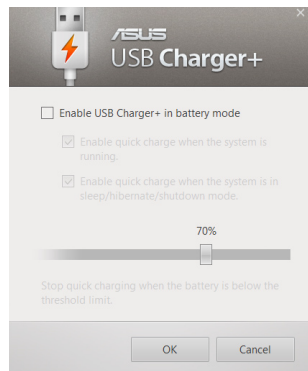 ASUS
USB Charger+
Enable USB Charger+ in battery mode
Enable quick charge when the system is
running.
Enable quick charge when the system is in
sleep/hibernate/shutdown mode.
70%
Stop quick charging when the battery is below the
threshold limit.
OK
Cancel